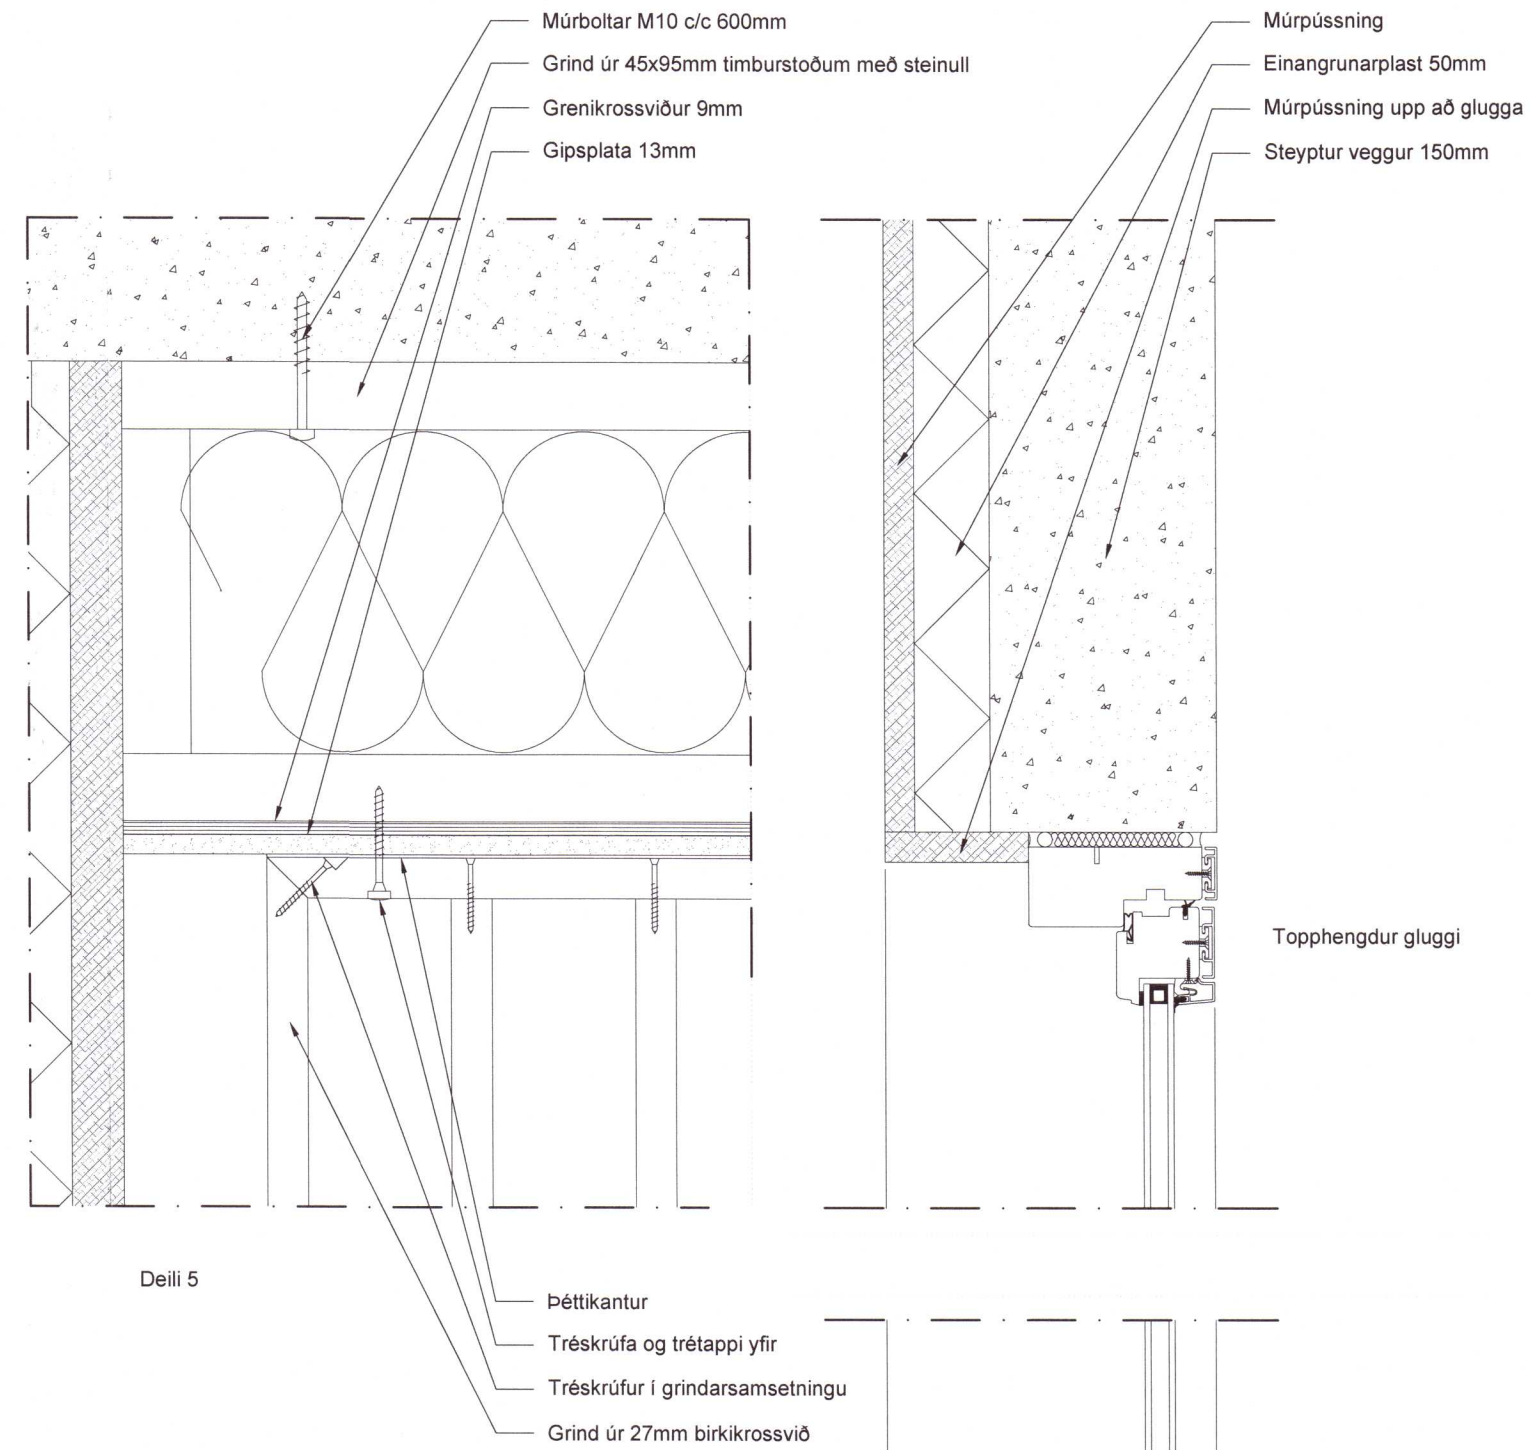 Múrboltar M10 c/c 600mm
Grind úr 45x95mm timburstoðum með steinull
Grenikrossviður 9mm
Gipsplata 13mm
Múrpússning
Einangrunarplast 50mm
Múrpússning upp að glugga
Steyptur veggur 150mm
Topphengdur gluggi
Deili 5
Þéttikantur
Tréskrúfa og trétappi yfir
Tréskrúfur í grindarsamsetningu
Grind úr 27mm birkikrossvið